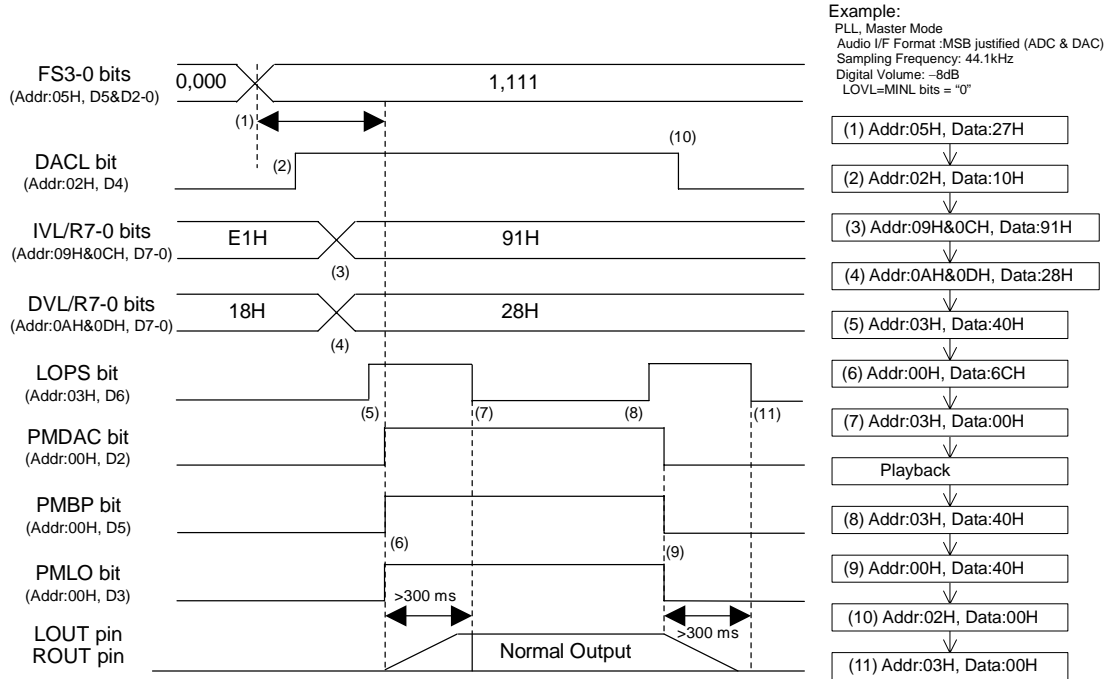 Example:
PLL, Master Mode
Audio I/F Format :MSB justified (ADC & DAC)
Sampling Frequency: 44.1kHz
Digital Volume: −8dB
LOVL=MINL bits = “0”
FS3-0 bits
(Addr:05H, D5&D2-0)
0,000
1,111
(1)
DACL bit
(Addr:02H, D4)
(2)
(10)
IVL/R7-0 bits
(Addr:09H&0CH, D7-0)
E1H
91H
(3)
DVL/R7-0 bits
(Addr:0AH&0DH, D7-0)
18H
28H
(4)
LOPS bit
(Addr:03H, D6)
(5)
(7)
(8)
(11)
PMDAC bit
(Addr:00H, D2)
PMBP bit
(Addr:00H, D5)
(6)
(9)
PMLO bit
(Addr:00H, D3)
>300 ms
>300 ms
LOUT pin
ROUT pin
Normal Output
(1) Addr:05H, Data:27H
(2) Addr:02H, Data:10H
(3) Addr:09H&0CH, Data:91H
(4) Addr:0AH&0DH, Data:28H
(5) Addr:03H, Data:40H
(6) Addr:00H, Data:6CH
(7) Addr:03H, Data:00H
Playback
(8) Addr:03H, Data:40H
(9) Addr:00H, Data:40H
(10) Addr:02H, Data:00H
(11) Addr:03H, Data:00H